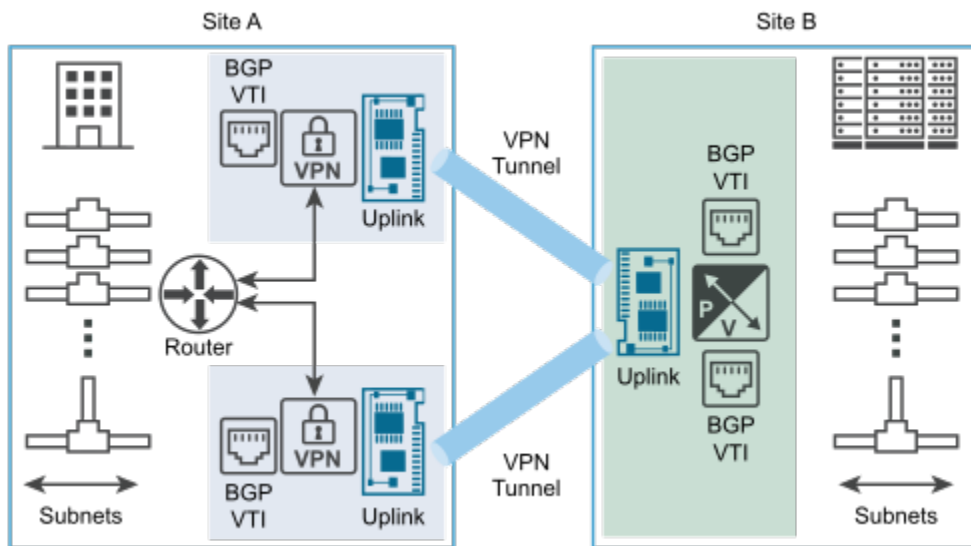 Site A
Site B
BGP
VTI
VPN
Uplink
VPN
Tunnel
BGP
VTI
P
V
Router
Uplink
BGP
VTI
VPN
BGP
VTI
Uplink
VPN
Tunnel
Subnets
Subnets